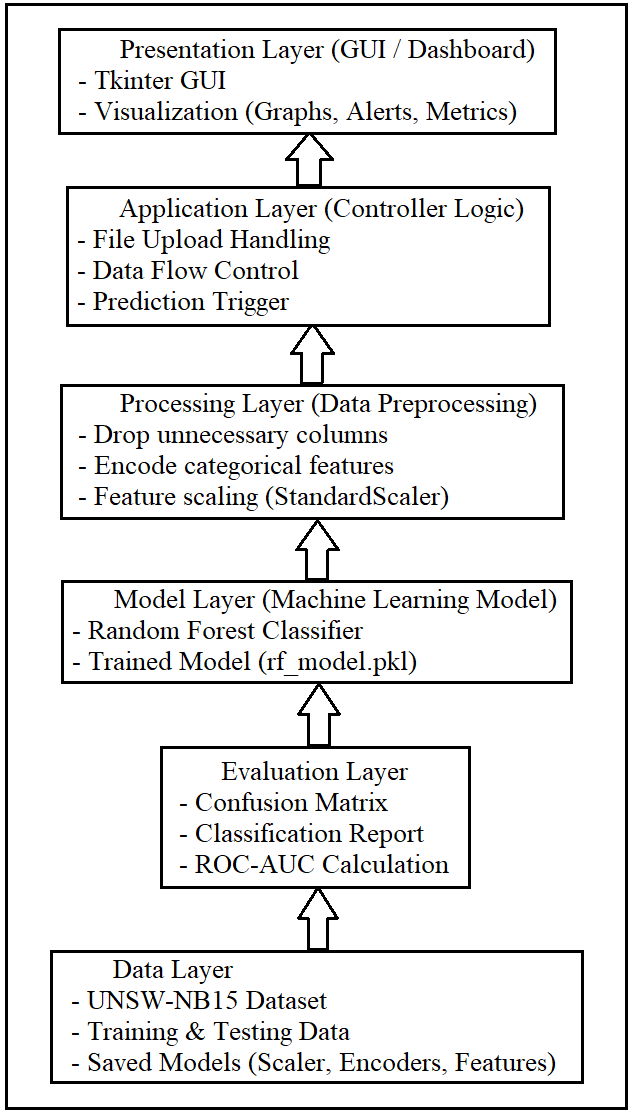 Presentation Layer (GUI / Dashboard)
- Tkinter GUI
- Visualization (Graphs, Alerts, Metrics)
Application Layer (Controller Logic)
- File Upload Handling
- Data Flow Control
- Prediction Trigger
Processing Layer (Data Preprocessing)
- Drop unnecessary columns
- Encode categorical features
- Feature scaling (StandardScaler)
Model Layer (Machine Learning Model)
- Random Forest Classifier
- Trained Model (rf_model.pkl)
Evaluation Layer
- Confusion Matrix
- Classification Report
- ROC-AUC Calculation
Data Layer
- UNSW-NB15 Dataset
- Training & Testing Data
- Saved Models (Scaler, Encoders, Features)